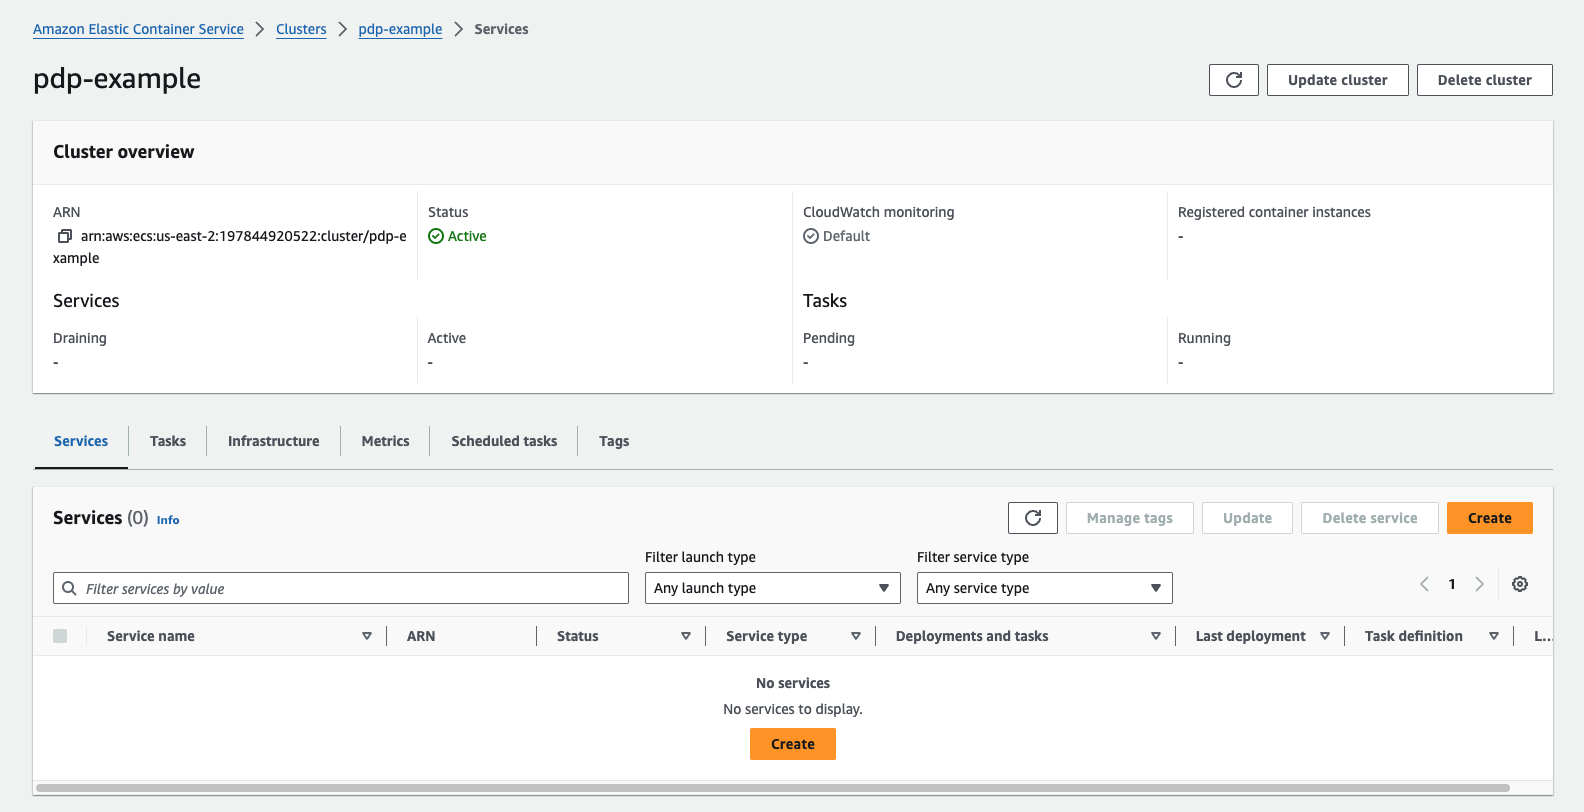 Amazon Elastic Container Service > Clusters > pdp-example > Services
pdp-example
Update cluster
Delete cluster
Cluster overview
ARN
arn:aws:ecs:us-east-2:197844920522:cluster/pdp-e
xample
Status
Active
CloudWatch monitoring
Default
Registered container instances
-
Services
Tasks
Draining
-
Active
-
Pending
-
Running
-
Services Tasks Infrastructure Metrics Scheduled tasks Tags
Services (0) Info
Manage tags
Update
Delete service
Create
Filter launch type
Filter service type
Filter services by value
Any launch type
Any service type
1
Service name ARN Status Service type Deployments and tasks Last deployment Task definition L...
No services
No services to display.
Create